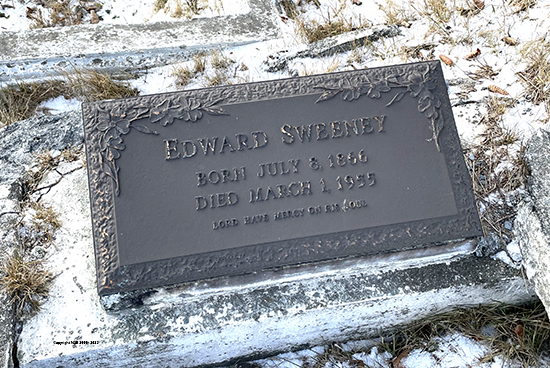 EDWARD SWEENEY
BORN JULY 8, 1866
DIED MARCH 1, 1955
LORD HAVE MERCY ON HIS SOUL